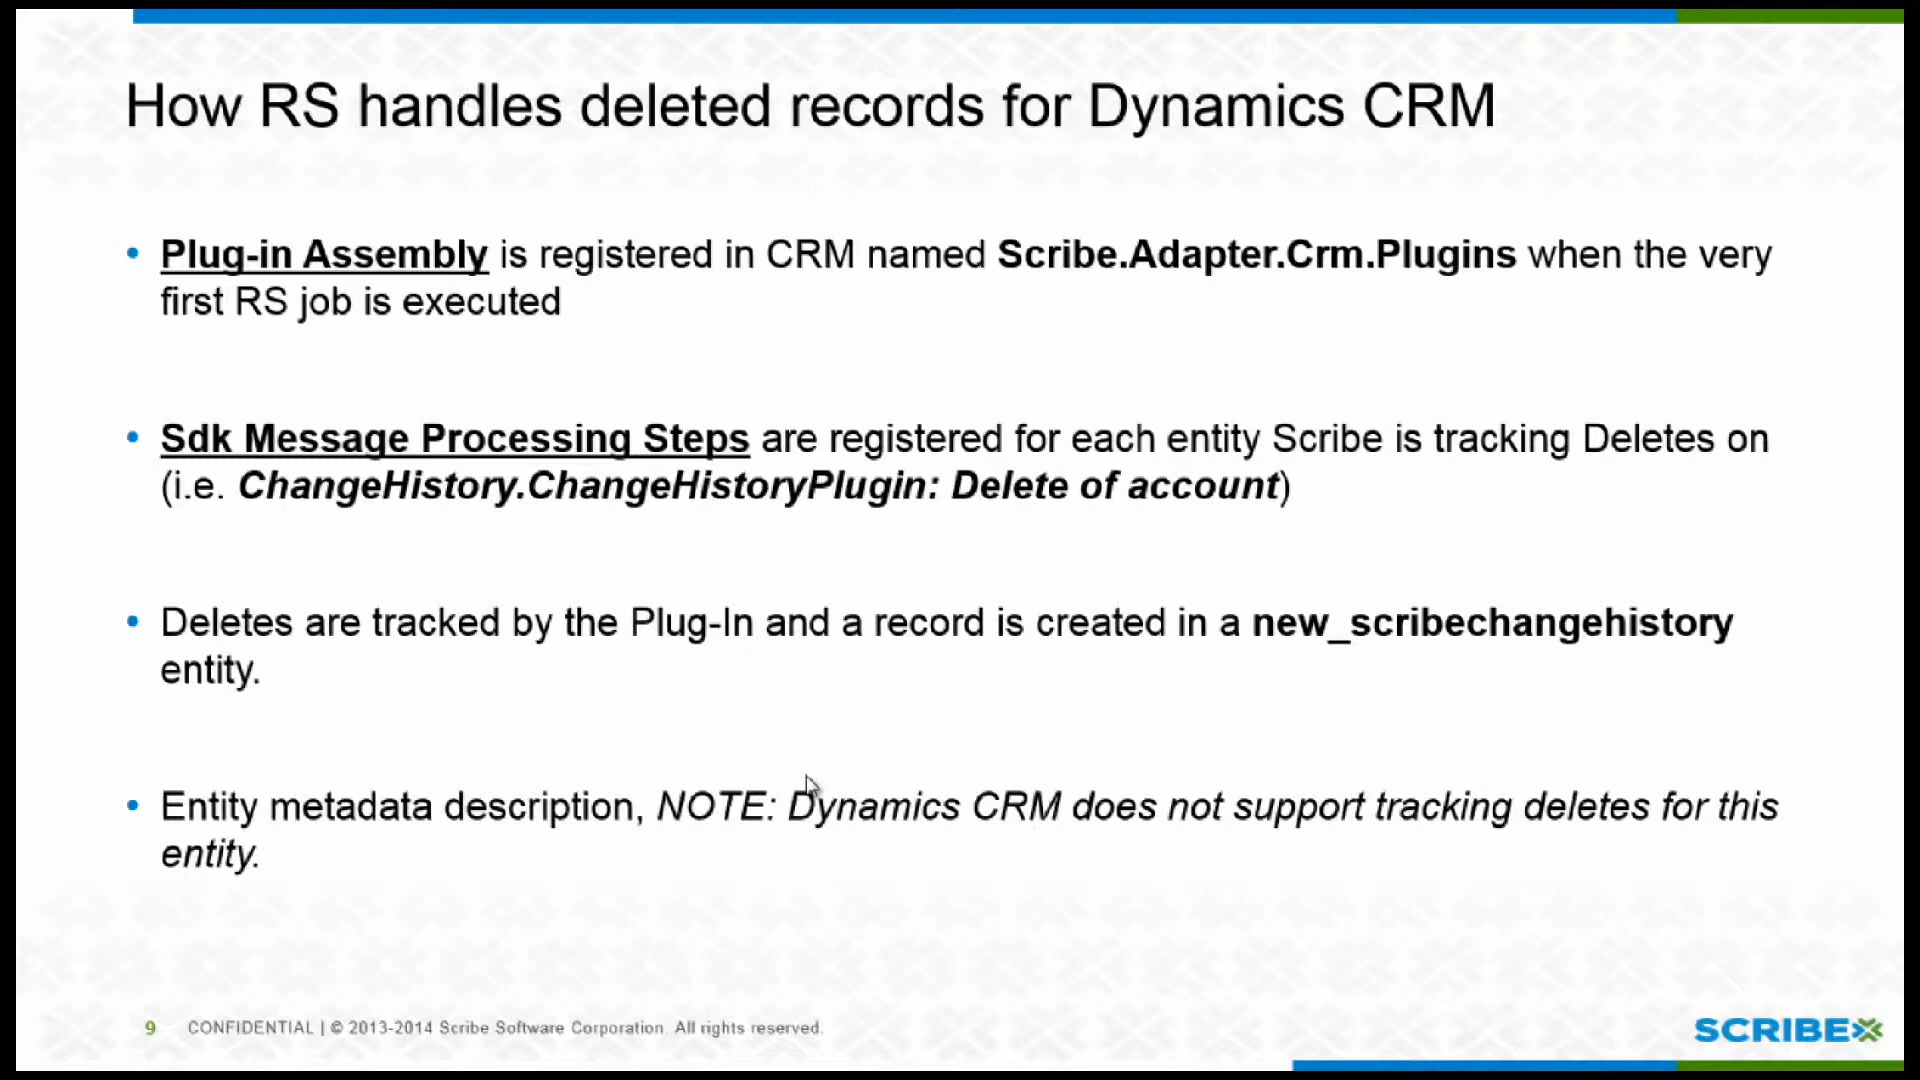 How RS handles deleted records for Dynamics CRM
• Plug-in Assembly is registered in CRM named Scribe.Adapter.Crm.Plugins when the very
first RS job is executed
• Sdk Message Processing Steps are registered for each entity Scribe is tracking Deletes on
(i.e. ChangeHistory.ChangeHistoryPlugin: Delete of account)
• Deletes are tracked by the Plug-In and a record is created in a new_scribechangehistory
entity.
• Entity metadata description, NOTE: Dynamics CRM does not support tracking deletes for this
entity.
9 CONFIDENTIAL | © 2013-2014 Scribe Software Corporation. All rights reserved.
SCRIBE